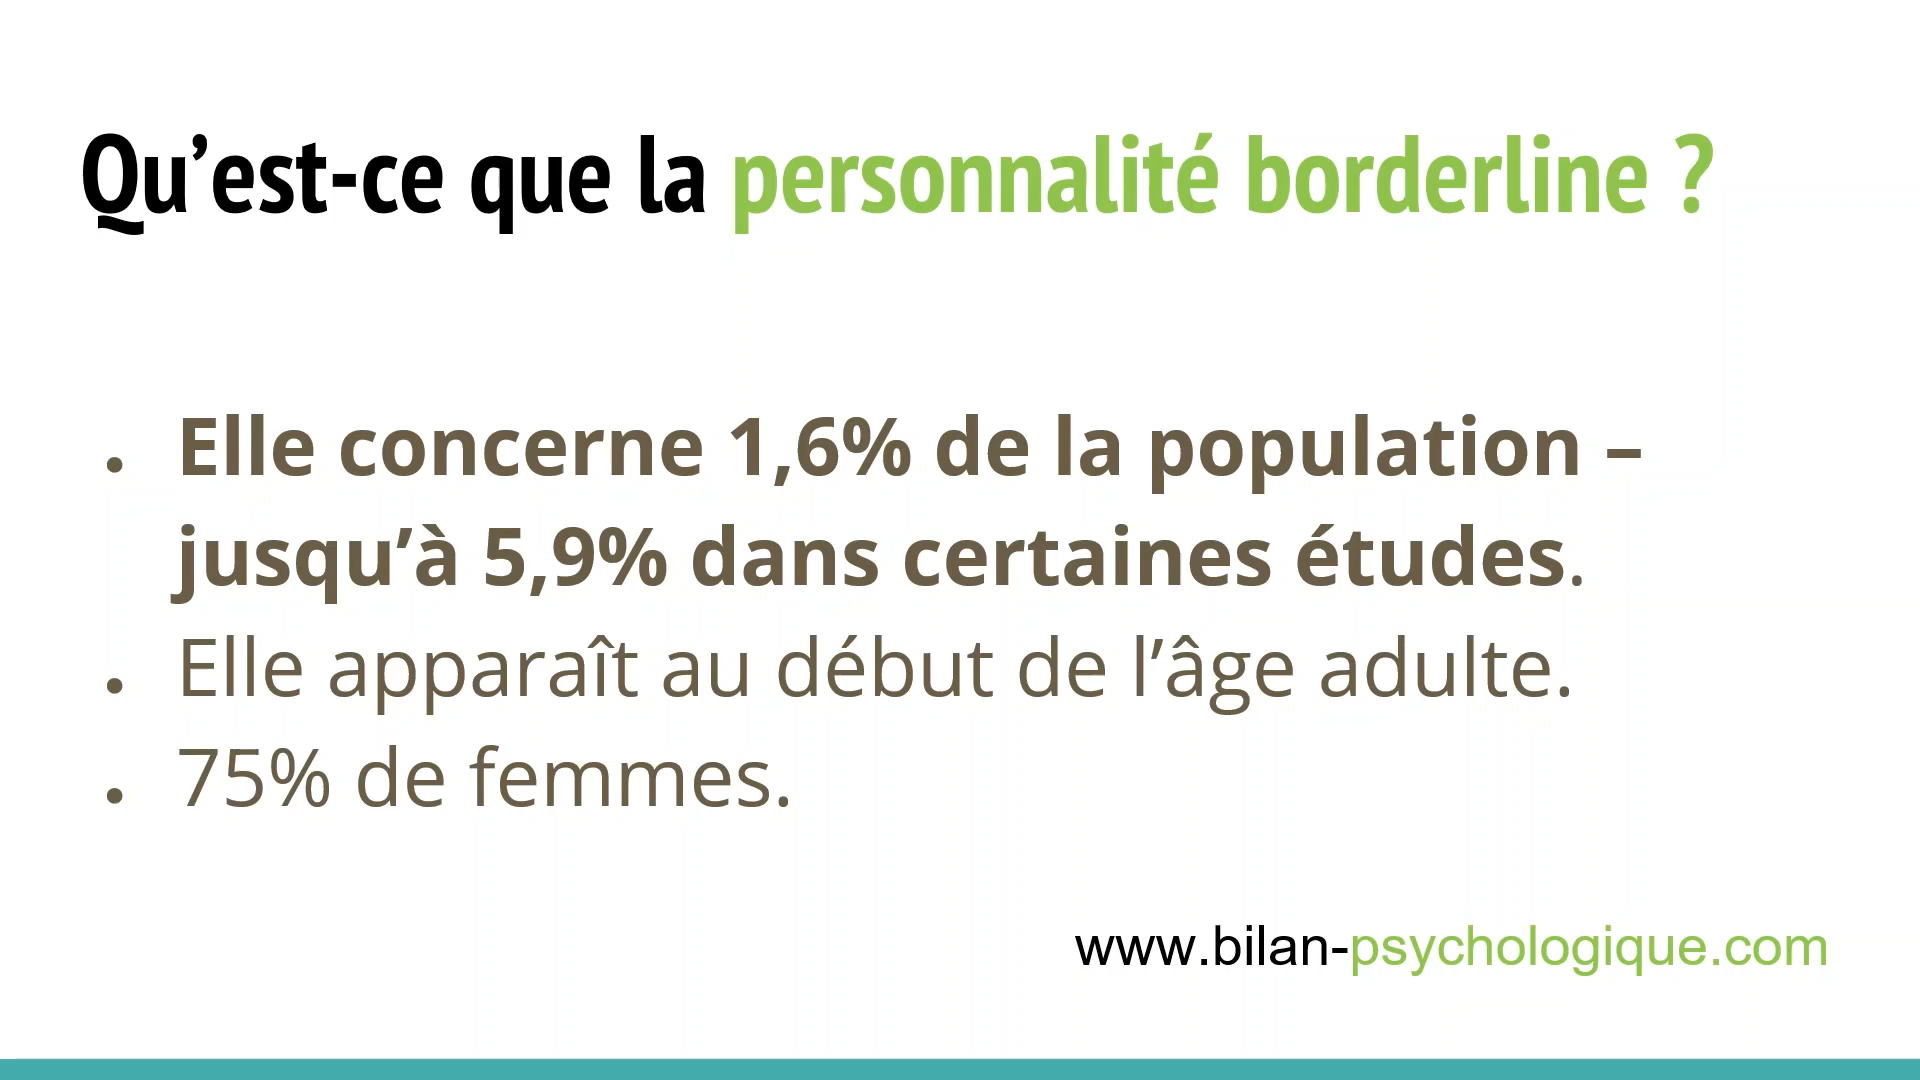 Qu’est-ce que la personnalité borderline ?
• Elle concerne 1,6% de la population –
jusqu’à 5,9% dans certaines études.
• Elle apparaît au début de l’âge adulte.
• 75% de femmes.
www.bilan-psychologique.com